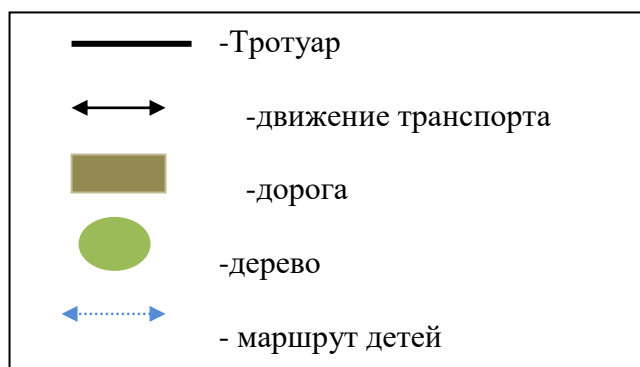 -Тротуар
-движение транспорта
-дорога
-дерево
- маршрут детей